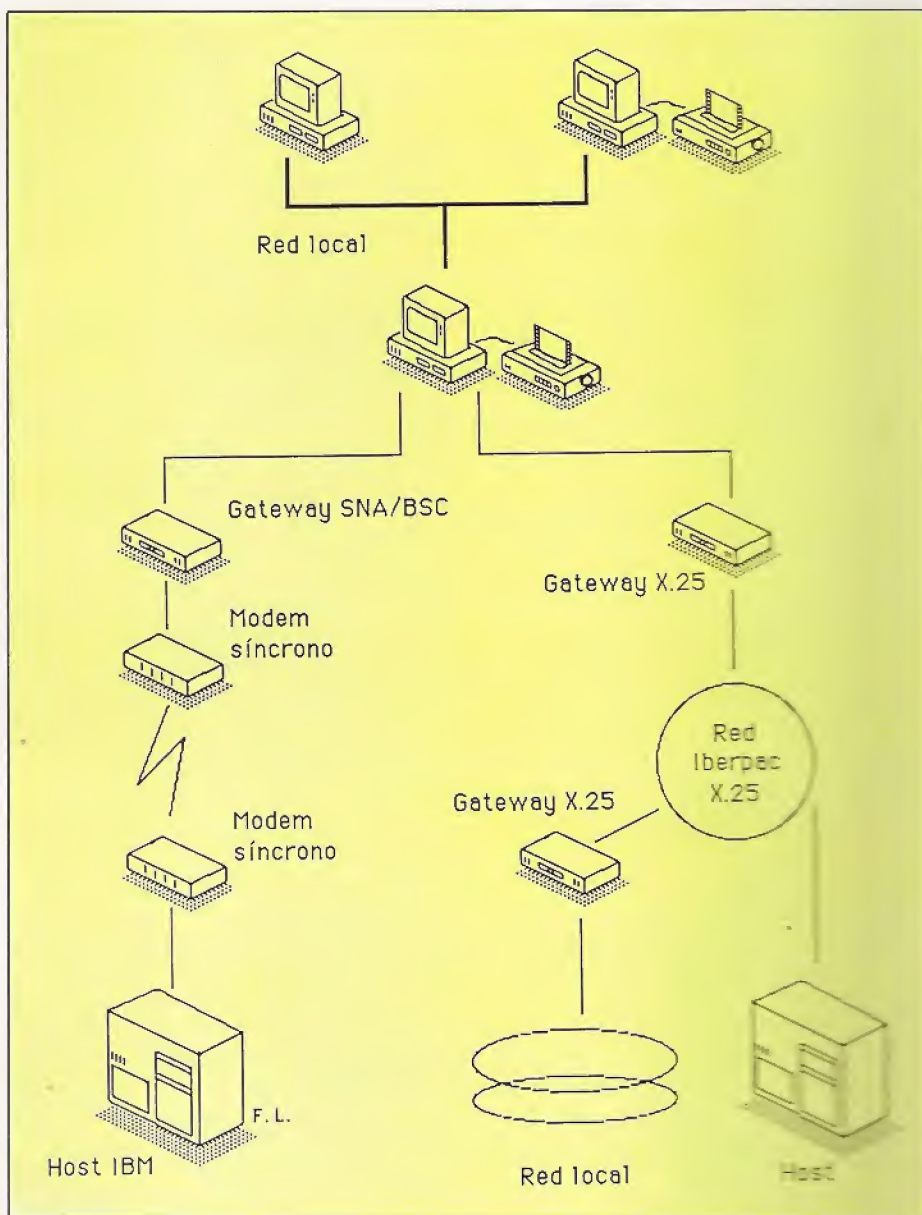 Red local
Gateway SNA/BSC
Gateway X.25
Modem
síncrono
Red
Iberpac
X.25
Gateway X.25
Modem
síncrono
F.L.
Host IBM
Red local
Host